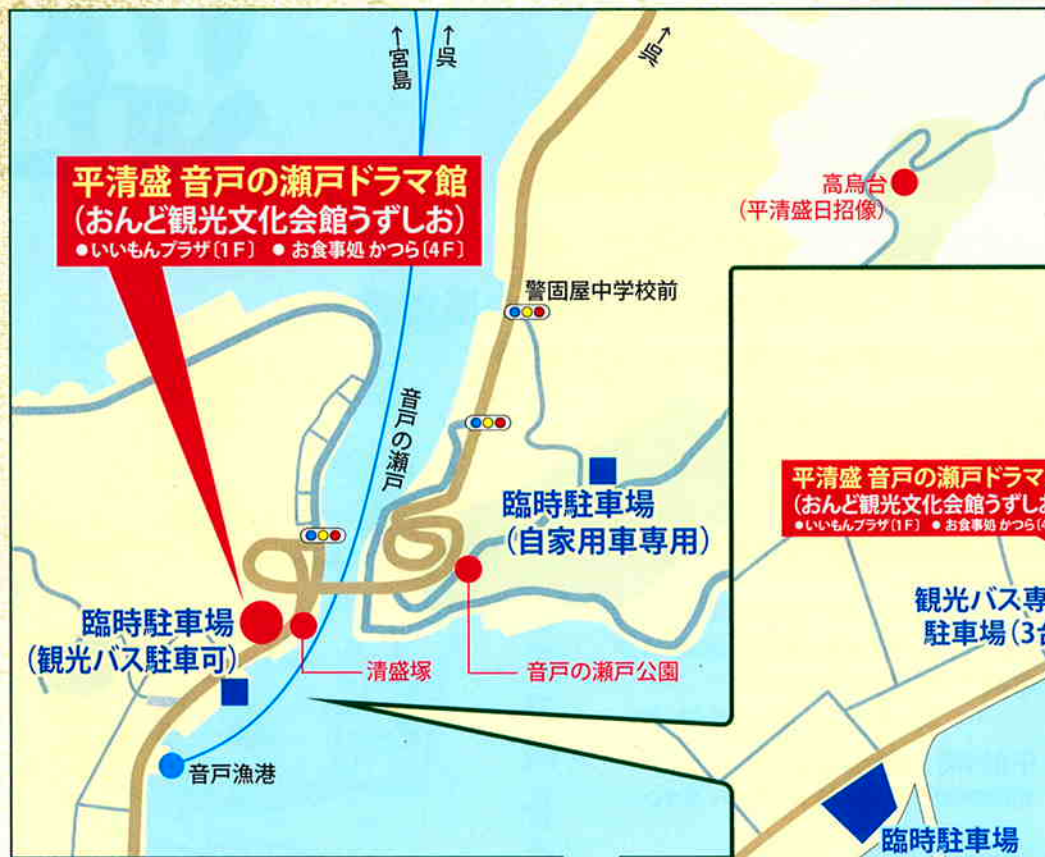 ↑宮島
↑呉
↑呉
平清盛 音戸の瀬戸ドラマ館
(おんど観光文化会館うずしお)
●いいもんプラザ〔1F〕 ●お食事処 かつら〔4F〕
高烏台
(平清盛日招像)
警固屋中学校前
音戸の瀬戸
臨時駐車場
(自家用車専用)
臨時駐車場
(観光バス駐車可)
清盛塚
音戸の瀬戸公園
音戸漁港
平清盛 音戸の瀬戸ドラマ
(おんど観光文化会館うずしお
●いいもんプラザ〔1F〕 ●お食事処 かつら〔4
観光バス専
駐車場(3台
臨時駐車場